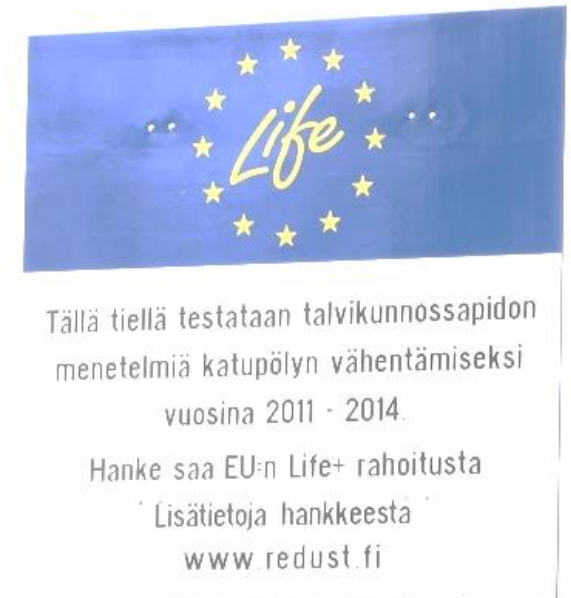 Life
Tällä tiellä testataan talvikunnossapidon
menetelmiä katupölyn vähentämiseksi
vuosina 2011 - 2014.
Hanke saa EU:n Life+ rahoitusta
Lisätietoja hankkeesta
www.redust.fi